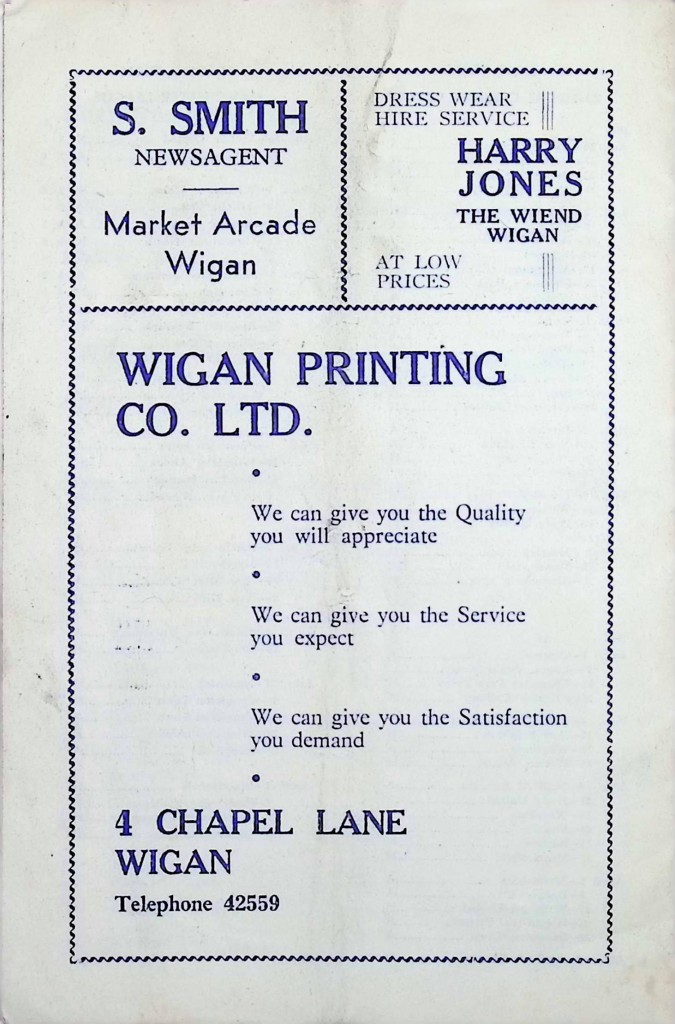 S. SMITH
NEWSAGENT
Market Arcade
Wigan
DRESS WEAR
HIRE SERVICE
HARRY
JONES
THE WIEND
WIGAN
AT LOW
PRICES
WIGAN PRINTING
CO. LTD.
We can give you the Quality
you will appreciate
We can give you the Service
you expect
We can give you the Satisfaction
you demand
4 CHAPEL LANE
WIGAN
Telephone 42559